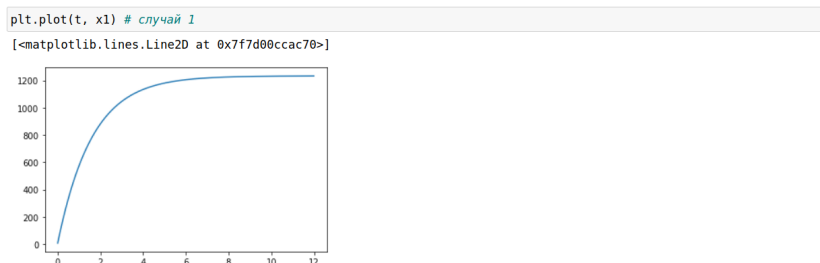 plt.plot(t, x1) # случай 1
[<matplotlib.lines.Line2D at 0x7f7d00ccac70>]
1200
1000
800
600
400
200
0
0 2 4 6 8 10 12